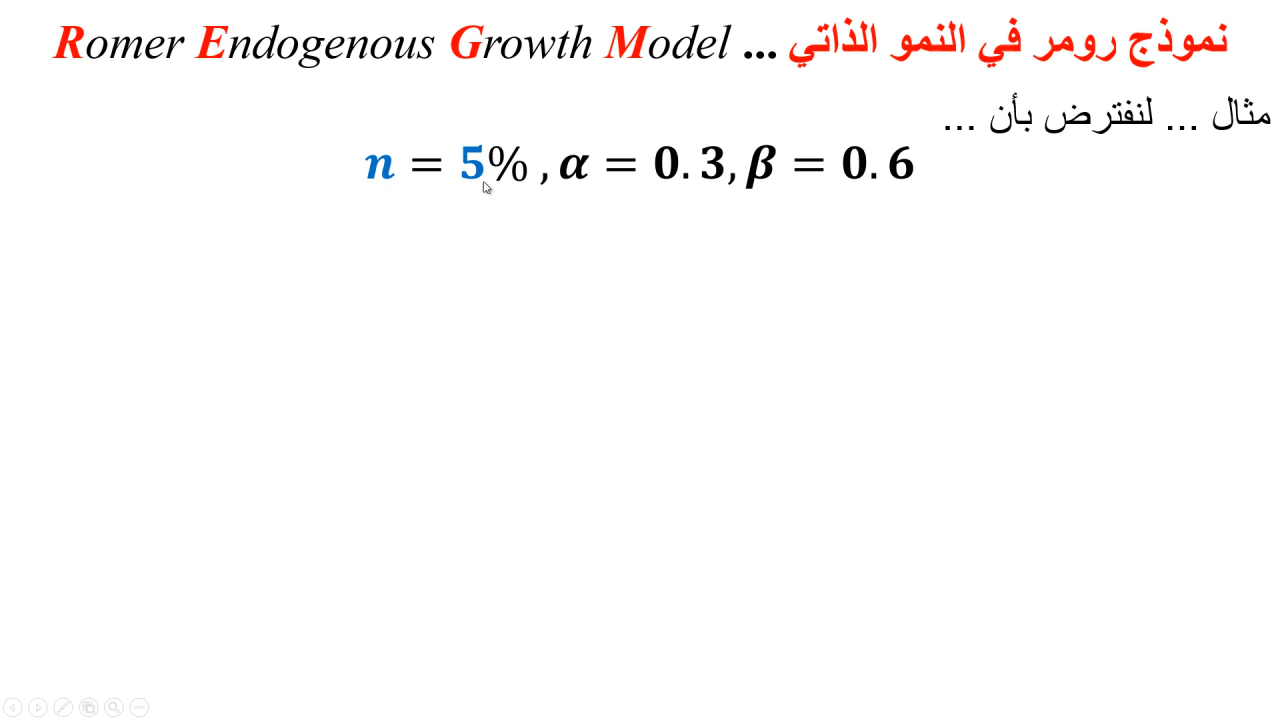 Romer Endogenous Growth Model ... نموذج رومر في النمو الذاتي
مثال ... لنفترض بأن ...
n = 5% , α = 0.3, β = 0.6